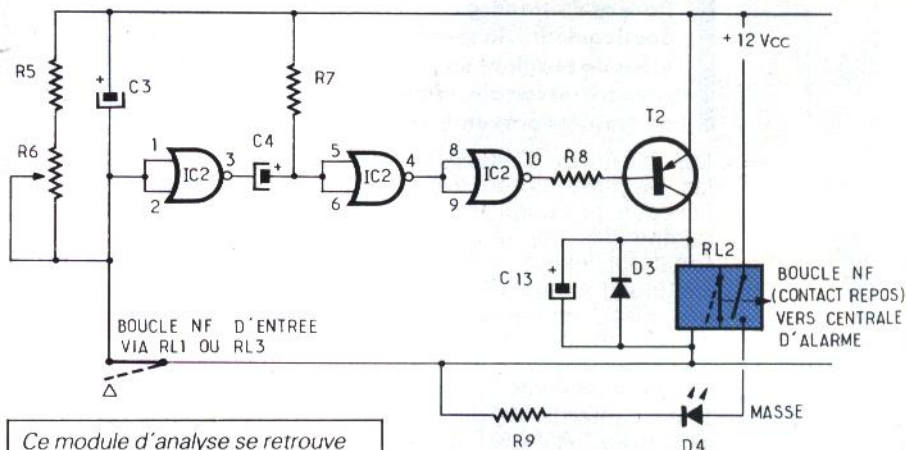 + 12 Vcc
R5
+
C3
R7
T2
R6
C4
+
1
2
IC2
3
5
6
IC2
4
8
9
IC2
10
R8
RL2
C13
+
D3
BOUCLE NF
(CONTACT REPOS)
VERS CENTRALE
D'ALARME
BOUCLE NF D'ENTREE
VIA RL1 OU RL3
MASSE
R9
D4
Ce module d'analyse se retrouve